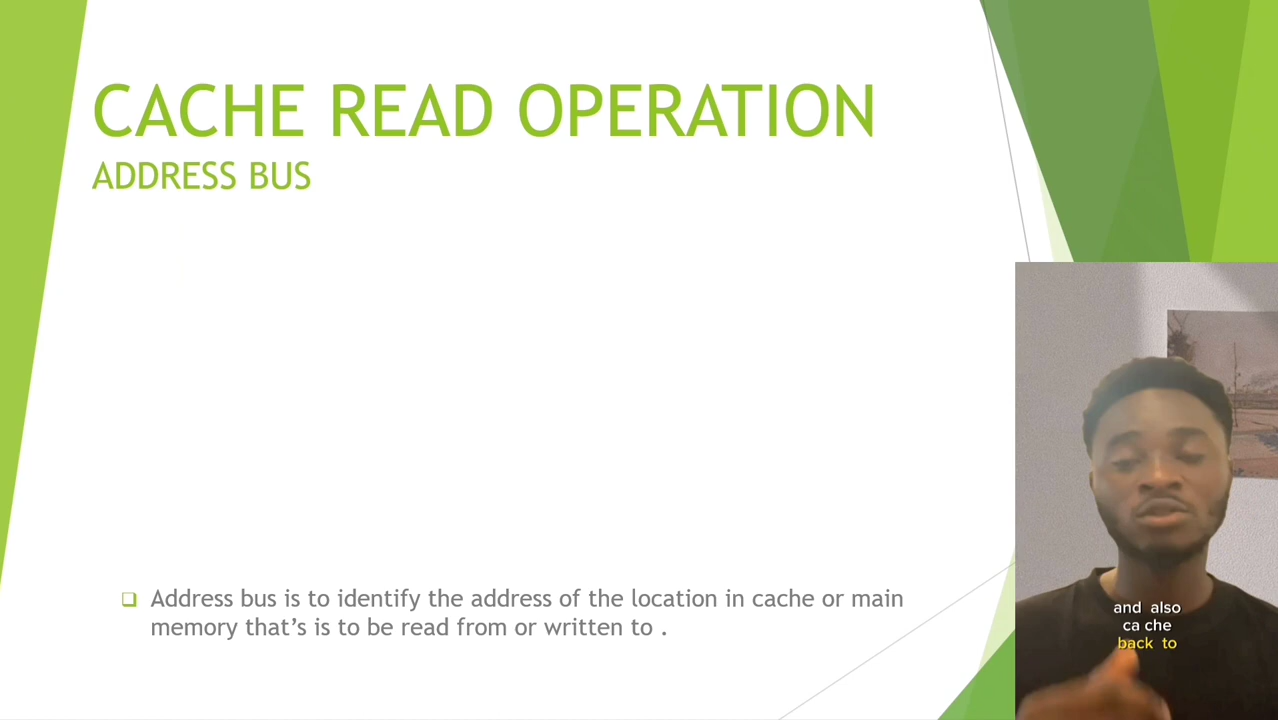 CACHE READ OPERATION
ADDRESS BUS
Address bus is to identify the address of the location in cache or main
memory that’s is to be read from or written to .
and also
ca che
back to